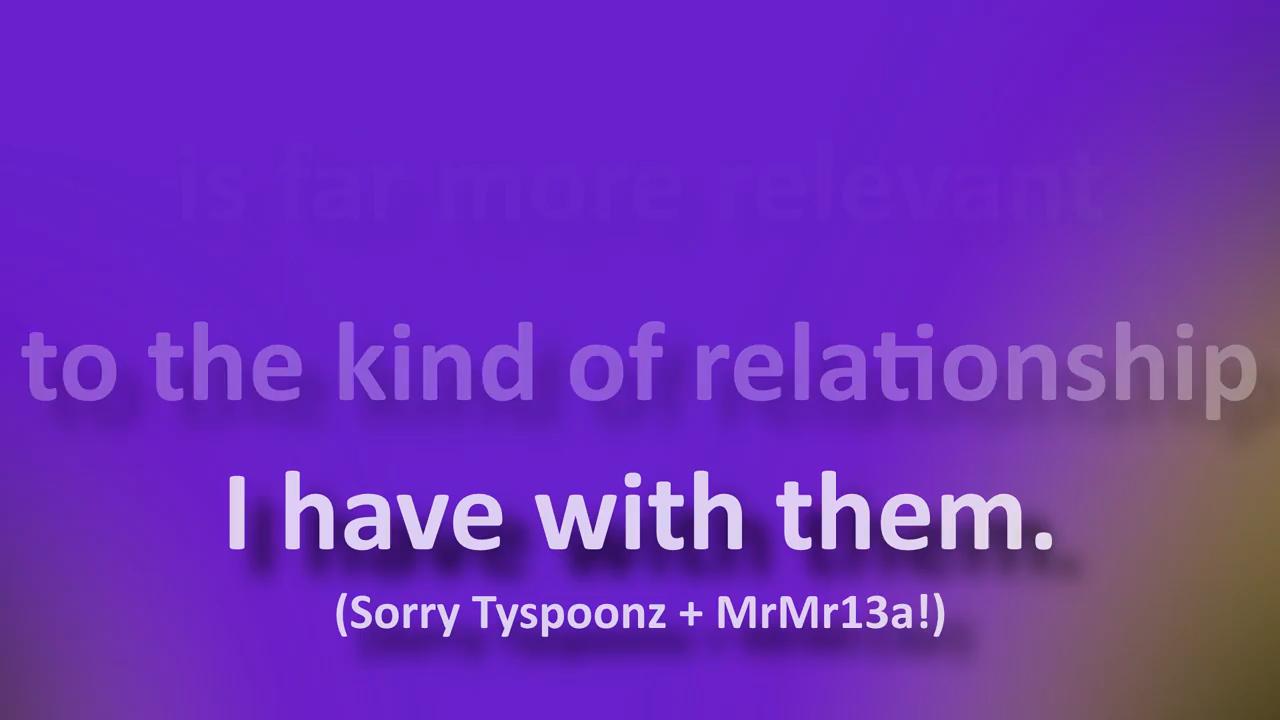 is far more relevant
to the kind of relationship
I have with them.
(Sorry Tyspoonz + MrMr13a!)